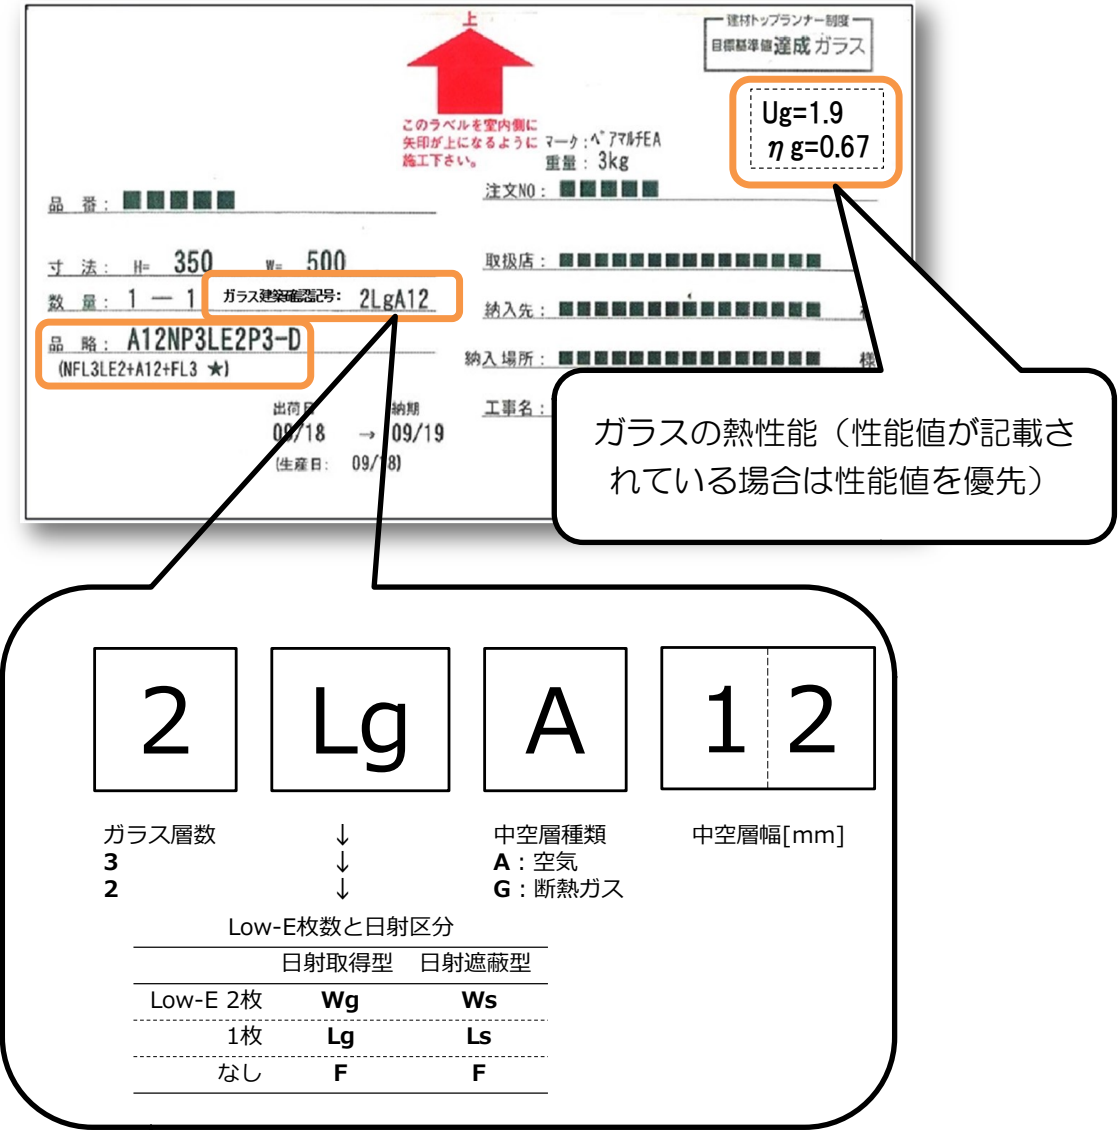 上
このラベルを室内側に
矢印が上になるように
施工下さい。
マーク：ペアマルチEA
重量： 3kg
建材トップランナー制度
目標基準値達成 ガラス
Ug=1.9
ηg=0.67
品 番：■■■■■
注文NO：■■■■■
寸 法： H= 350 W= 500
取扱店：■■■■■■■■■■■■■■■
数 量：1 － 1 ガラス建築確認記号： 2LgA12
納入先：■■■■■■■■■■■■■■■
品 略：A12NP3LE2P3-D
(NFL3LE2+A12+FL3 ★)
納入場所：■■■■■■■■■■■■■■■ 様
出荷日 納期
09/18 → 09/19
(生産日： 09/18)
工事名：
ガラスの熱性能（性能値が記載さ
れている場合は性能値を優先）
2 Lg A 1 2
ガラス層数 ↓ 中空層種類 中空層幅[mm]
3 ↓ A：空気
2 ↓ G：断熱ガス
Low-E枚数と日射区分
日射取得型 日射遮蔽型
Low-E 2枚 Wg Ws
1枚 Lg Ls
なし F F